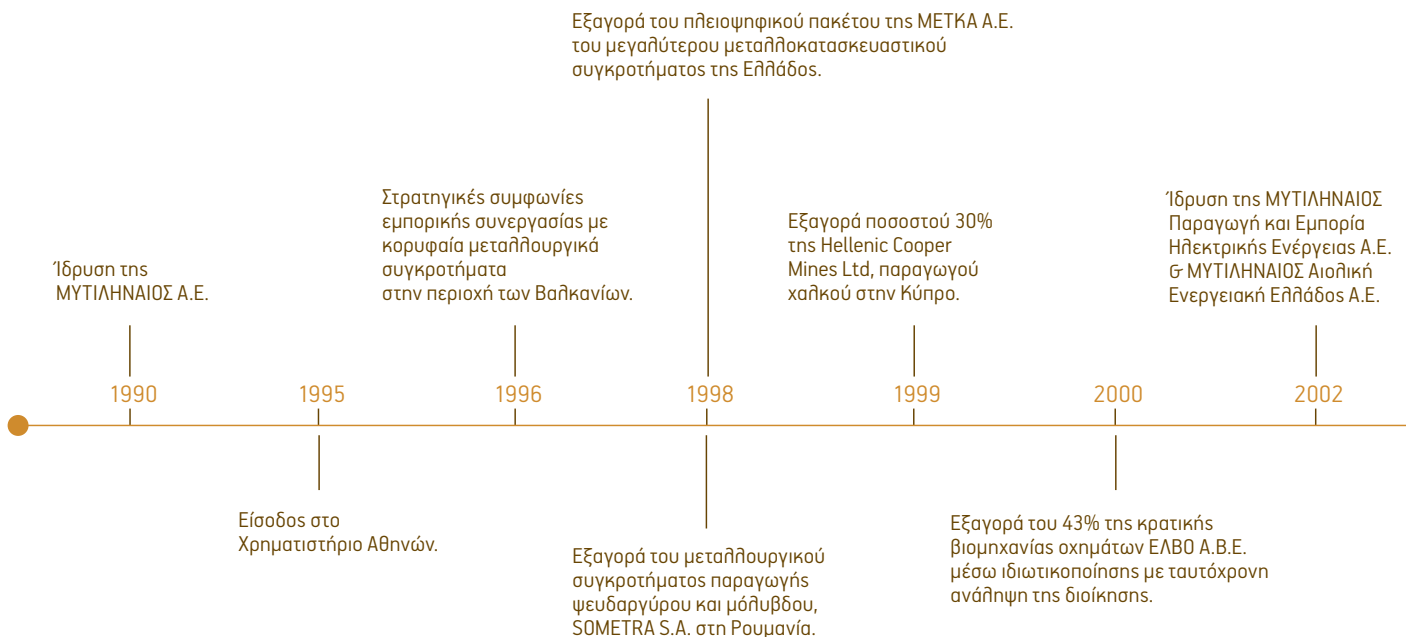 Εξαγορά του πλειοψηφικού πακέτου της ΜΕΤΚΑ Α.Ε.
του μεγαλύτερου μεταλλοκατασκευαστικού
συγκροτήματος της Ελλάδος.
Ίδρυση της
ΜΥΤΙΛΗΝΑΙΟΣ Α.Ε.
Στρατηγικές συμφωνίες
εμπορικής συνεργασίας με
κορυφαία μεταλλουργικά
συγκροτήματα
στην περιοχή των Βαλκανίων.
Εξαγορά ποσοστού 30%
της Hellenic Cooper
Mines Ltd, παραγωγού
χαλκού στην Κύπρο.
Ίδρυση της ΜΥΤΙΛΗΝΑΙΟΣ
Παραγωγή και Εμπορία
Ηλεκτρικής Ενέργειας Α.Ε.
& ΜΥΤΙΛΗΝΑΙΟΣ Αιολική
Ενεργειακή Ελλάδος Α.Ε.
1990
1995
1996
1998
1999
2000
2002
Είσοδος στο
Χρηματιστήριο Αθηνών.
Εξαγορά του μεταλλουργικού
συγκροτήματος παραγωγής
ψευδαργύρου και μόλυβδου,
SOMETRA S.A. στη Ρουμανία.
Εξαγορά του 43% της κρατικής
βιομηχανίας οχημάτων ΕΛΒΟ Α.Β.Ε.
μέσω ιδιωτικοποίησης με ταυτόχρονη
ανάληψη της διοίκησης.